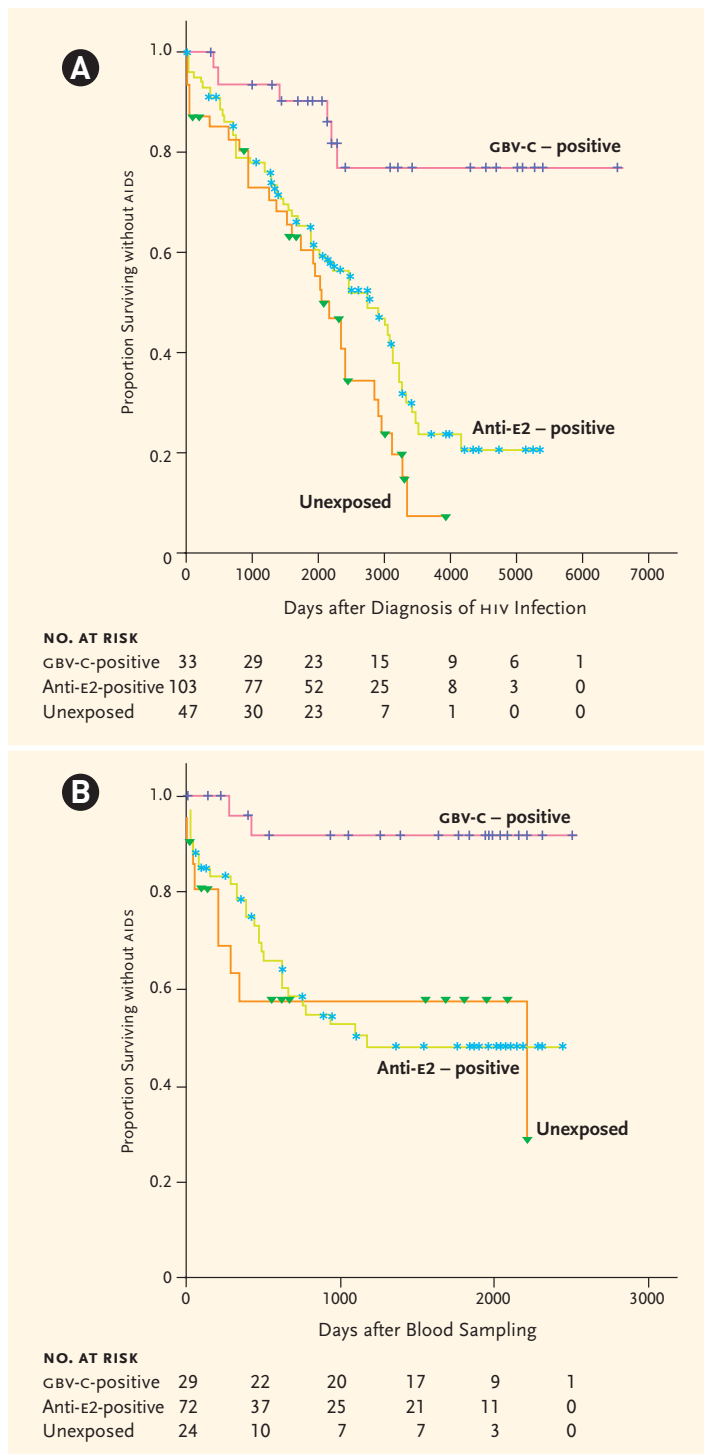 A
1.0
0.8
0.6
0.4
0.2
0
Proportion Surviving without AIDS
GBV-C – positive
Anti-E2 – positive
Unexposed
0 1000 2000 3000 4000 5000 6000 7000
Days after Diagnosis of HIV Infection
NO. AT RISK
GBV-C-positive 33 29 23 15 9 6 1
Anti-E2-positive 103 77 52 25 8 3 0
Unexposed 47 30 23 7 1 0 0
B
1.0
0.8
0.6
0.4
0.2
0
Proportion Surviving without AIDS
GBV-C – positive
Anti-E2 – positive
Unexposed
0 1000 2000 3000
Days after Blood Sampling
NO. AT RISK
GBV-C-positive 29 22 20 17 9 1
Anti-E2-positive 72 37 25 21 11 0
Unexposed 24 10 7 7 3 0